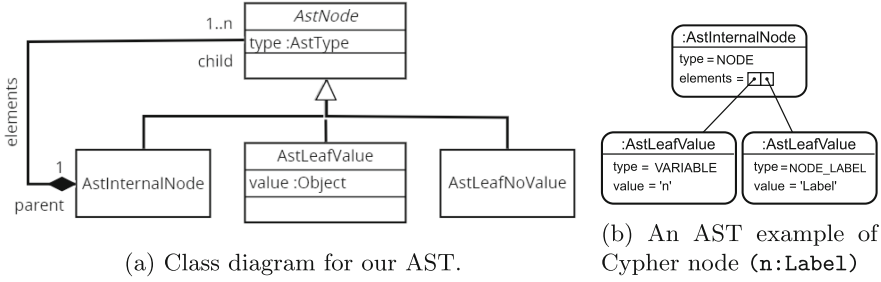 AstNode
type :AstType
1..n
child
elements
1
parent
AstInternalNode
AstLeafValue
value :Object
AstLeafNoValue
(a) Class diagram for our AST.
:AstInternalNode
type = NODE
elements =
:AstLeafValue
type = VARIABLE
value = 'n'
:AstLeafValue
type = NODE_LABEL
value = 'Label'
(b) An AST example of
Cypher node (n:Label)